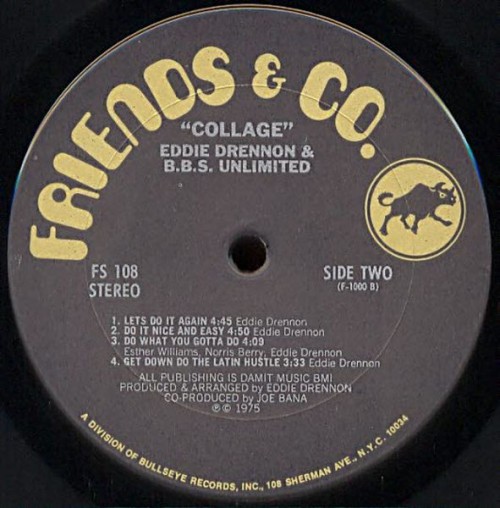 FRIENDS & CO.
"COLLAGE"
EDDIE DRENNON &
B.B.S. UNLIMITED
FS 108
STEREO
SIDE TWO
(F-1000 B)
1. LETS DO IT AGAIN 4:45 Eddie Drennon
2. DO IT NICE AND EASY 4:50 Eddie Drennon
3. DO WHAT YOU GOTTA DO 4:09
Esther Williams, Norris Berry, Eddie Drennon
4. GET DOWN DO THE LATIN HUSTLE 3:33 Eddie Drennon
ALL PUBLISHING IS DAMIT MUSIC BMI
PRODUCED & ARRANGED BY EDDIE DRENNON
CO-PRODUCED by JOE BANA
℗© 1975
A DIVISION OF BULLSEYE RECORDS, INC., 108 SHERMAN AVE., N.Y.C. 10034